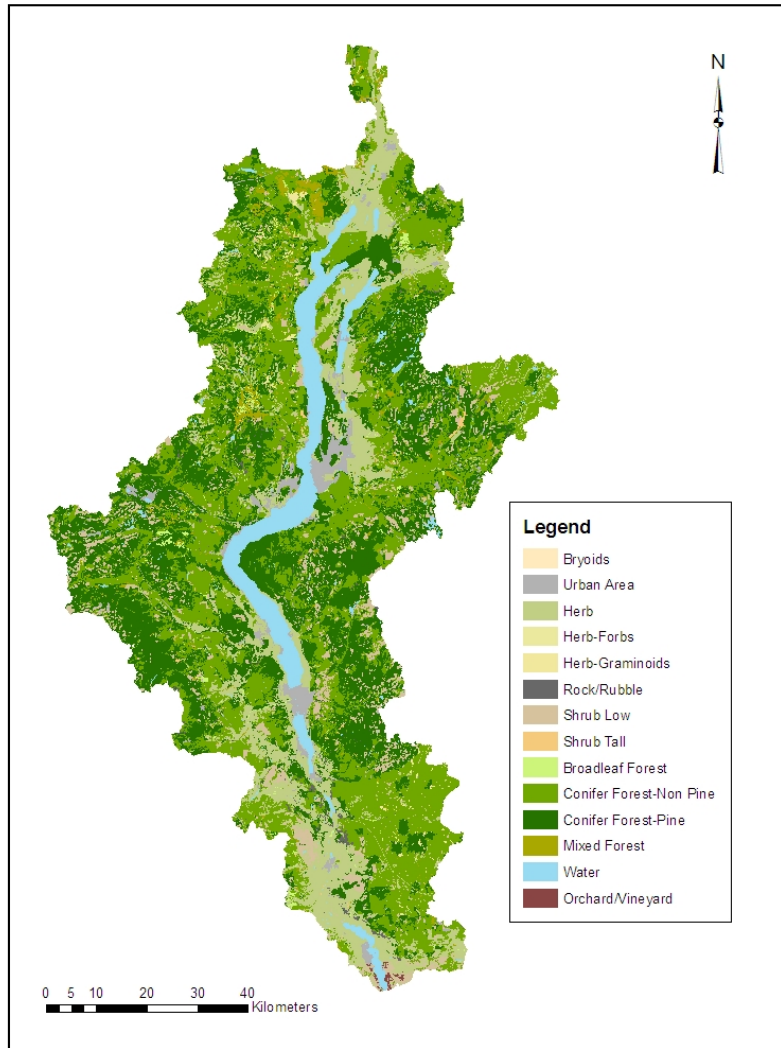 N
Legend
Bryoids
Urban Area
Herb
Herb-Forbs
Herb-Graminoids
Rock/Rubble
Shrub Low
Shrub Tall
Broadleaf Forest
Conifer Forest-Non Pine
Conifer Forest-Pine
Mixed Forest
Water
Orchard/Vineyard
0 5 10 20 30 40
Kilometers